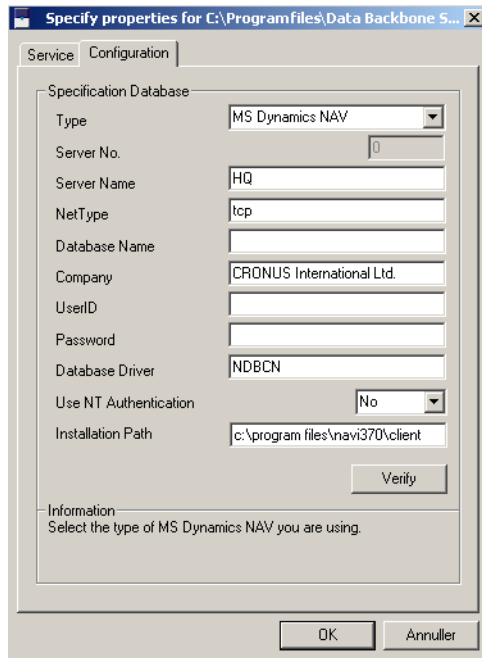 Specify properties for C:\Programfiles\Data Backbone S...
Service Configuration
Specification Database
Type MS Dynamics NAV
Server No. 0
Server Name HQ
NetType tcp
Database Name
Company CRONUS International Ltd.
UserID
Password
Database Driver NDBCN
Use NT Authentication No
Installation Path c:\program files\navi370\client
Verify
Information
Select the type of MS Dynamics NAV you are using.
OK Annuller